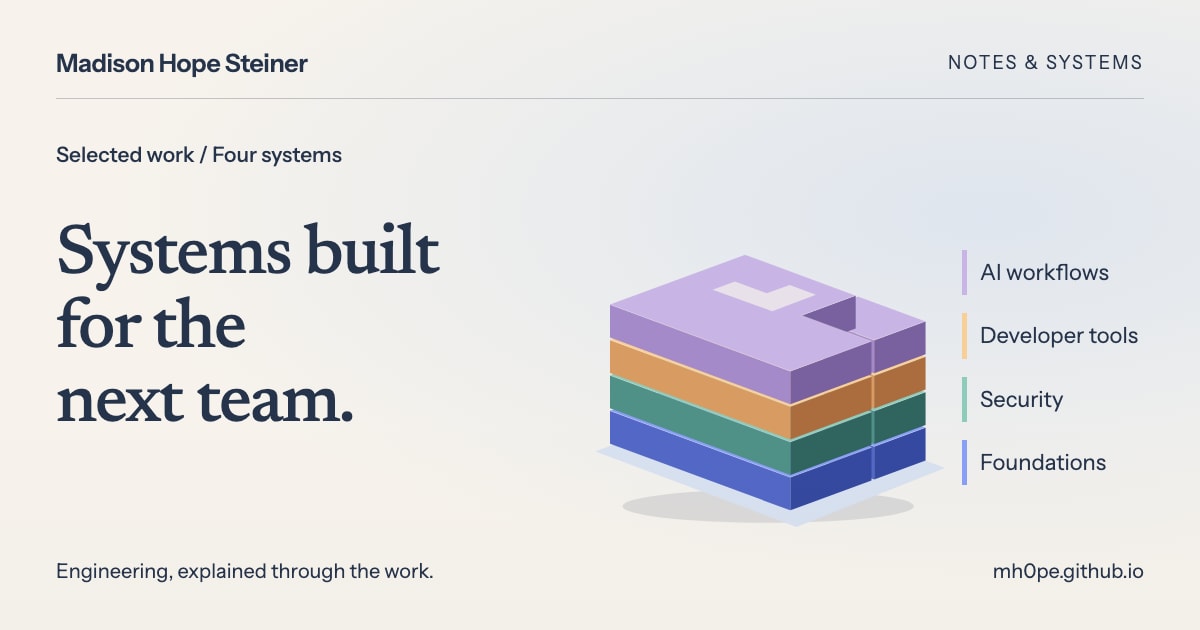 Madison Hope Steiner
NOTES & SYSTEMS
Selected work / Four systems
Systems built
for the
next team.
AI workflows
Developer tools
Security
Foundations
Engineering, explained through the work.
mh0pe.github.io